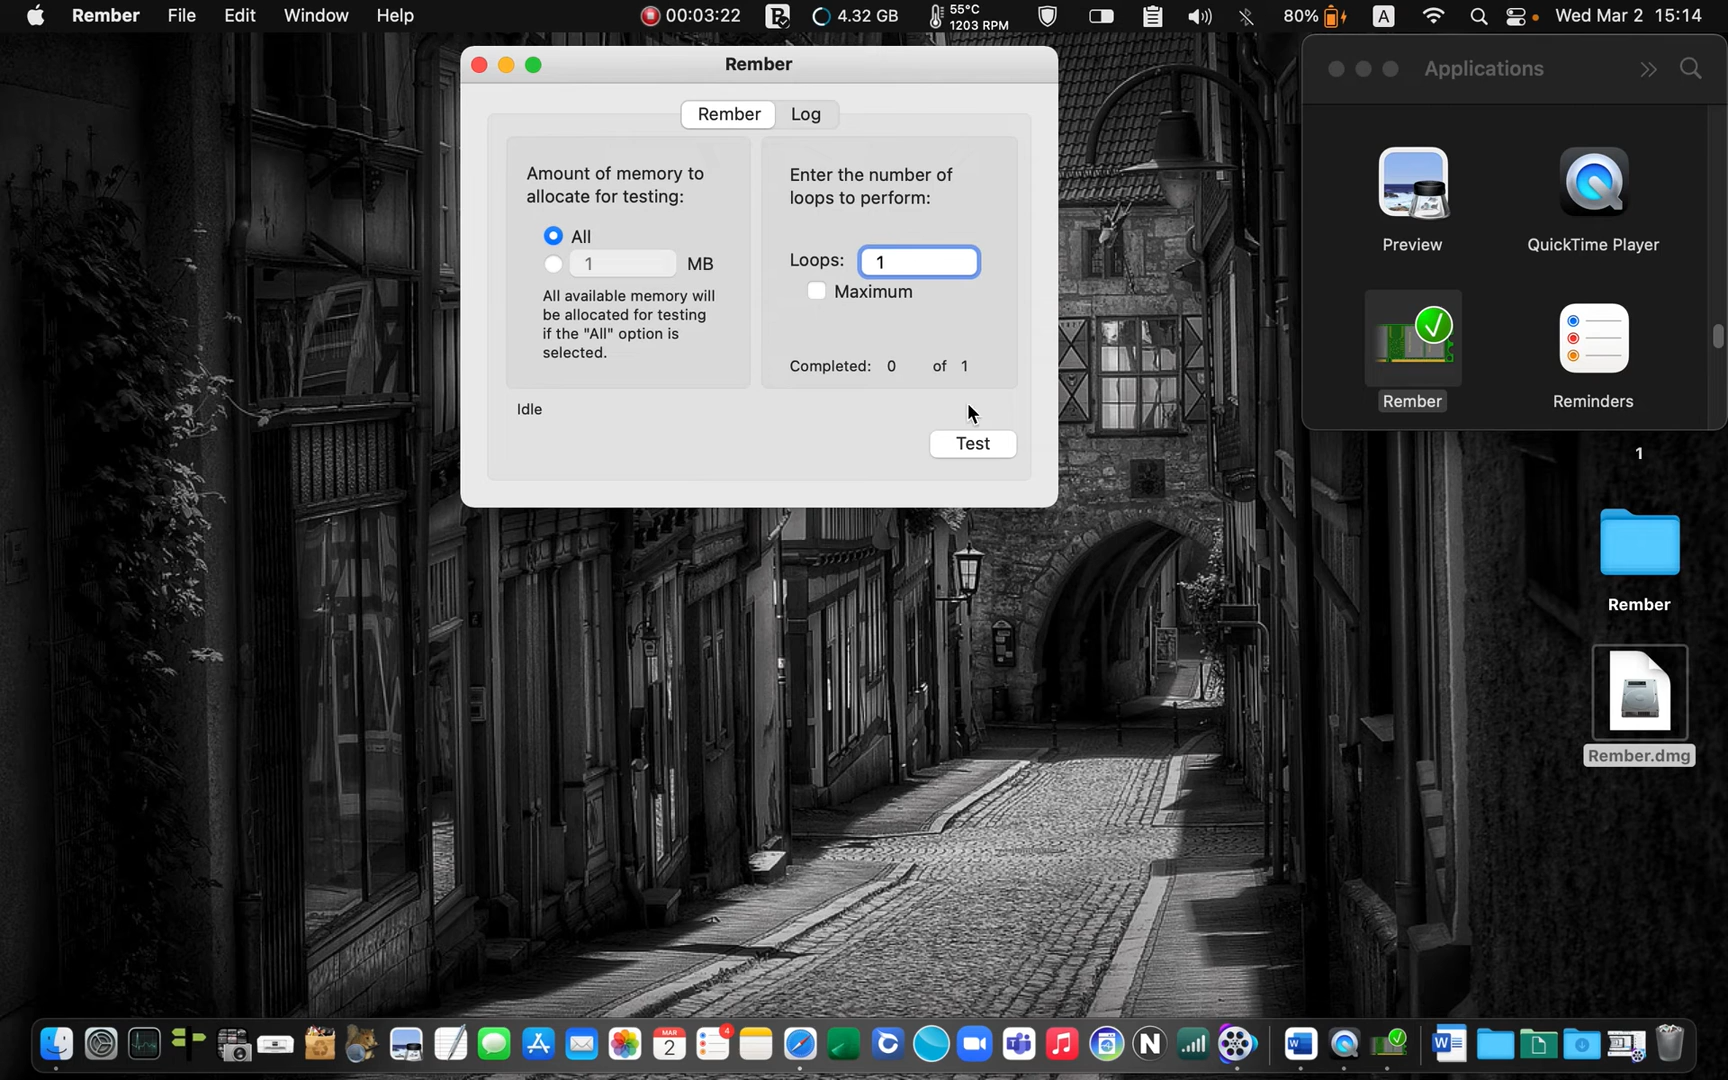 Rember File Edit Window Help 00:03:22 4.32 GB 55°C 1203 RPM 80% A Wed Mar 2 15:14
Rember
Rember Log
Amount of memory to
allocate for testing:
All
1 MB
All available memory will
be allocated for testing
if the "All" option is
selected.
Enter the number of
loops to perform:
Loops: 1
Maximum
Completed: 0 of 1
Idle
Test
Applications
Preview QuickTime Player
Rember Reminders
1
Rember
Rember.dmg
MAR
2
4